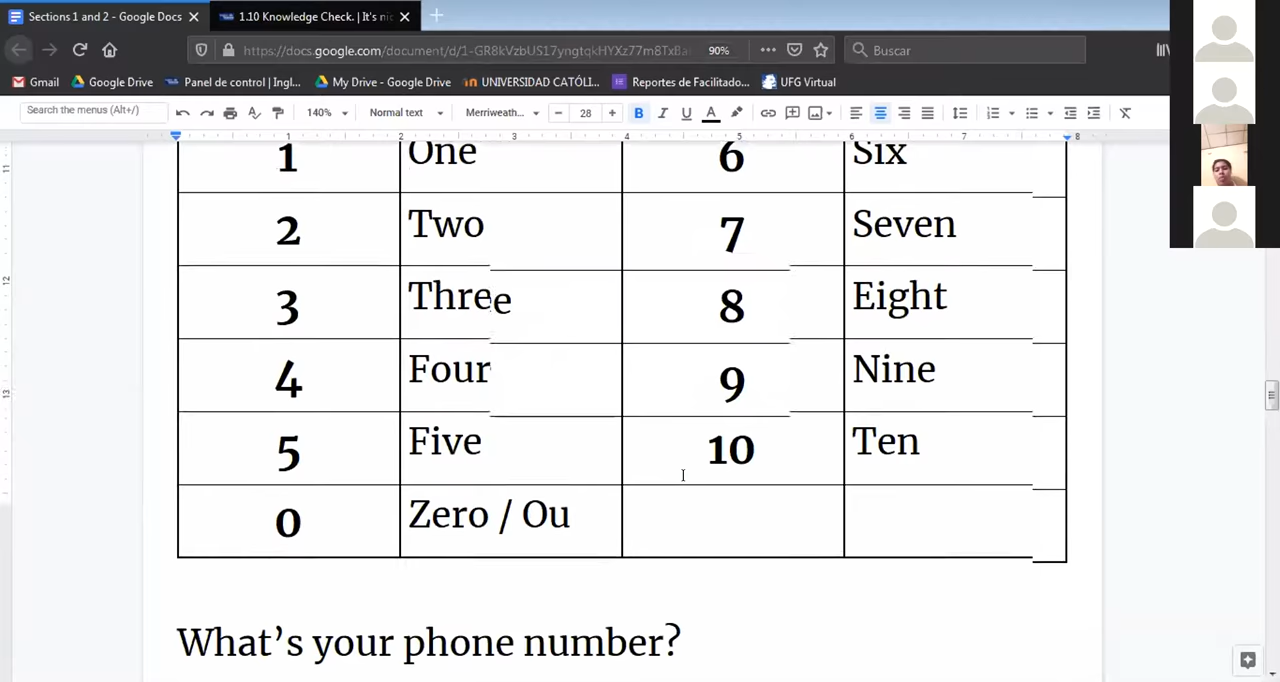 Sections 1 and 2 - Google Docs
1.10 Knowledge Check. | It's ni
https://docs.google.com/document/d/1-GR8kVzbUS17yngtqkHYXz77m8TxBa
90%
Buscar
Gmail
Google Drive
Panel de control | Ingl...
My Drive - Google Drive
UNIVERSIDAD CATÓLI...
Reportes de Facilitado...
UFG Virtual
Search the menus (Alt+/)
140%
Normal text
Merriweath...
28
1 One 6 Six
2 Two 7 Seven
3 Three 8 Eight
4 Four 9 Nine
5 Five 10 Ten
0 Zero / Ou
What's your phone number?